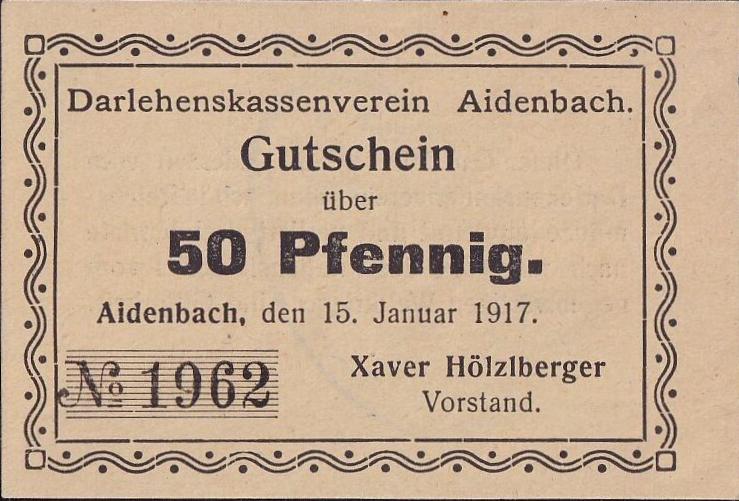 Darlehenskassenverein Aidenbach.
Gutschein
über
50 Pfennig.
Aidenbach, den 15. Januar 1917.
№ 1962
Xaver Hölzlberger
Vorstand.